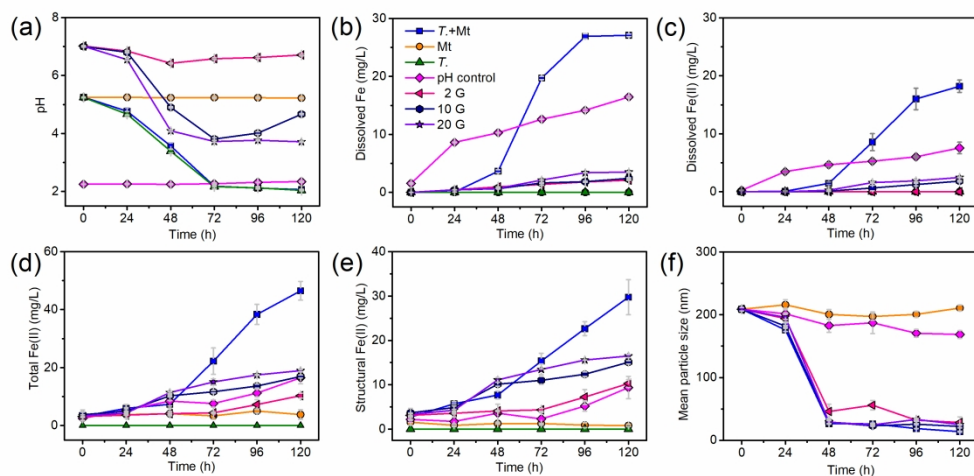 (a)
pH
8
6
4
2
0 24 48 72 96 120
Time (h)
(b)
Dissolved Fe (mg/L)
30
20
10
0
0 24 48 72 96 120
Time (h)
T.+Mt
Mt
T.
pH control
2 G
10 G
20 G
(c)
Dissolved Fe(II) (mg/L)
30
20
10
0
0 24 48 72 96 120
Time (h)
(d)
Total Fe(II) (mg/L)
60
40
20
0
0 24 48 72 96 120
Time (h)
(e)
Structural Fe(II) (mg/L)
40
30
20
10
0
0 24 48 72 96 120
Time (h)
(f)
Mean particle size (nm)
300
200
100
0
0 24 48 72 96 120
Time (h)